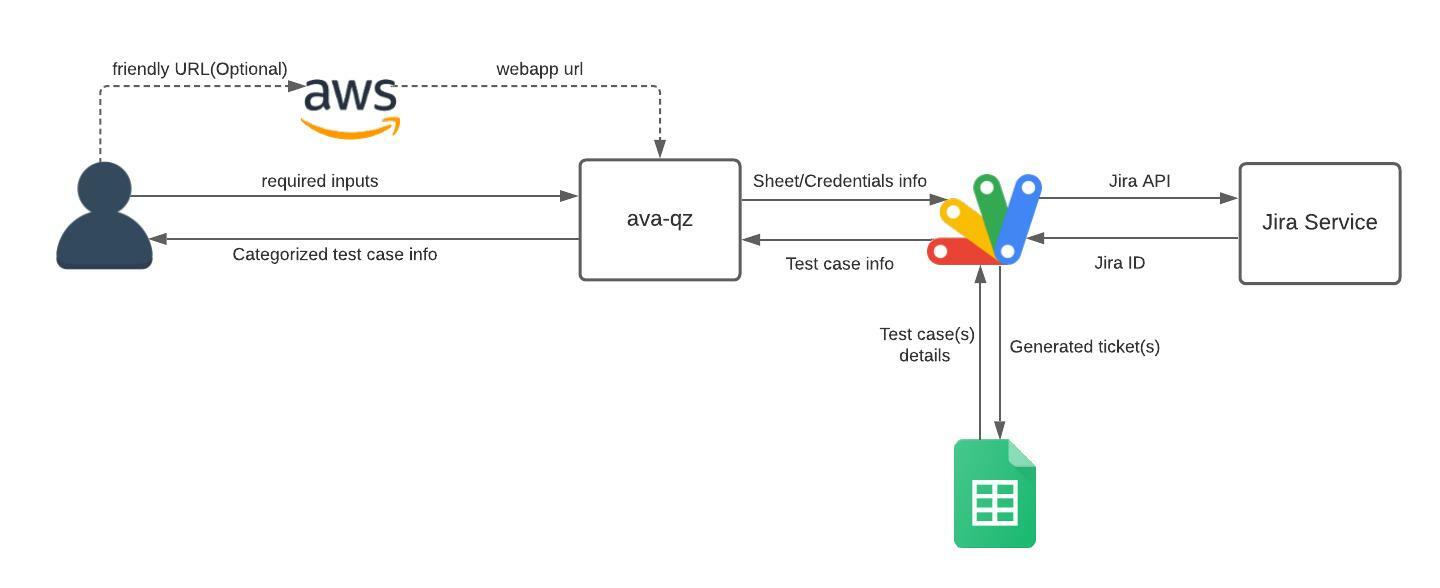 friendly URL(Optional)
webapp url
aws
required inputs
Sheet/Credentials info
Jira API
ava-qz
Jira Service
Categorized test case info
Test case info
Jira ID
Test case(s)
details
Generated ticket(s)